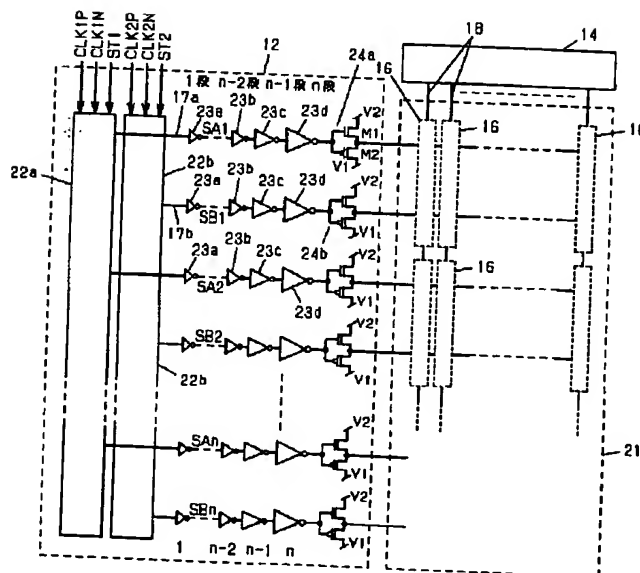 CLK1P
CLK1N
ST1
CLK2P
CLK2N
ST2
12
14
18
1段 n-2段 n-1段 n段
24a
16
17a 23a SA1 23b 23c 23d V2
M1
M2
V1
16
16
22a
22b
23a 23b 23c 23d V2
SB1
17b
24b V1
23a 23b 23c V2
SA2
23d
V1
16
SB2
V2
22b
V1
SAn
V2
V1
21
SBn
V2
V1
1 n-2 n-1 n